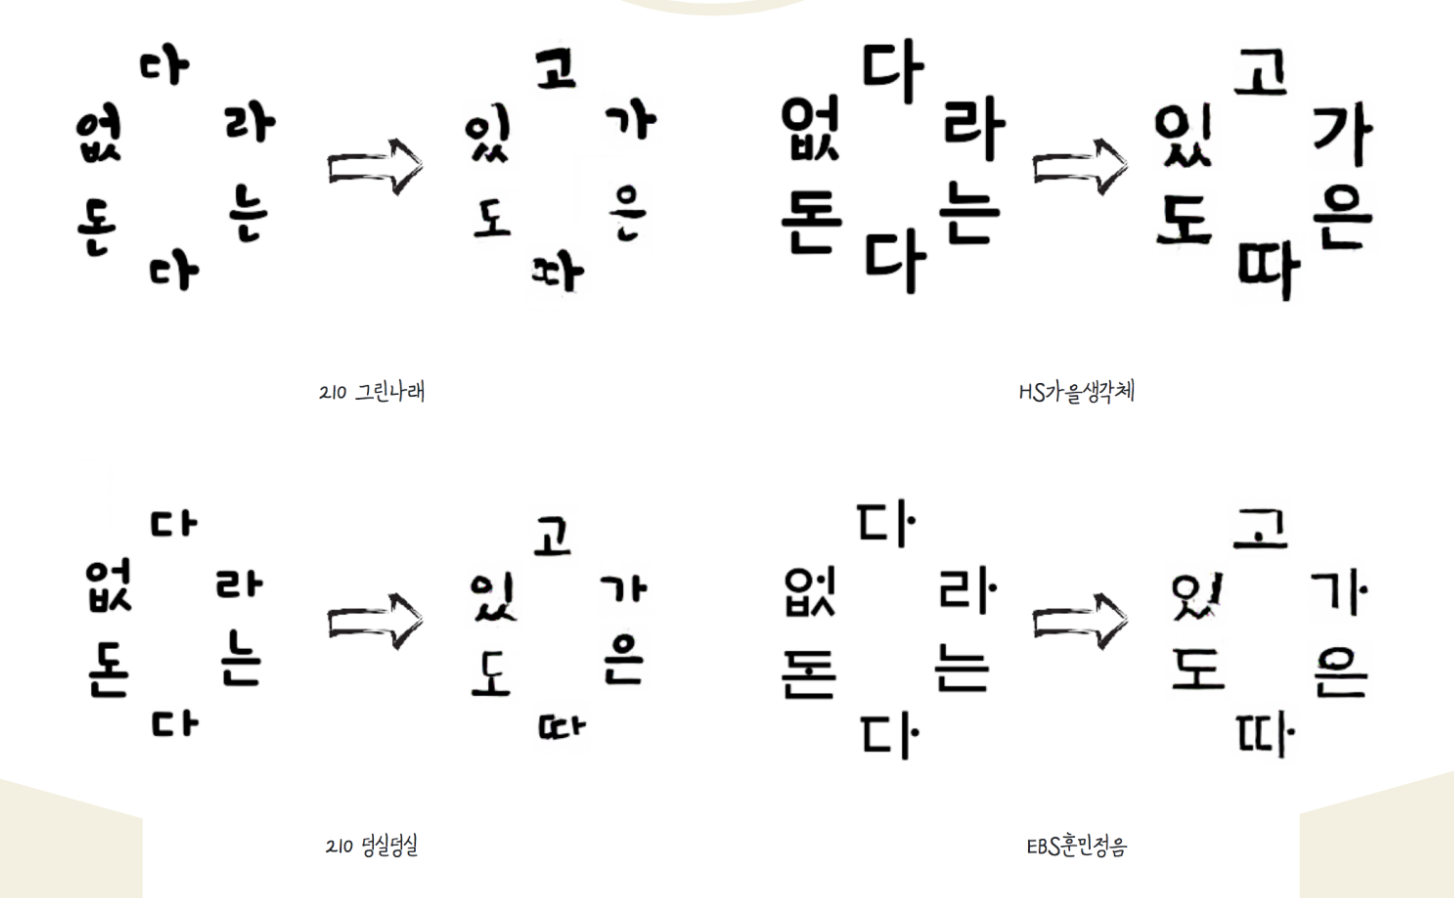 다 라 는 다 돈 없
고 가 은 따 도 있
210 그린나래
다 라 는 다 돈 없
고 가 은 따 도 있
HS가을생각체
다 라 는 다 돈 없
고 가 은 따 도 있
210 덩실덩실
다 라 는 다 돈 없
고 가 은 따 도 있
EBS훈민정음